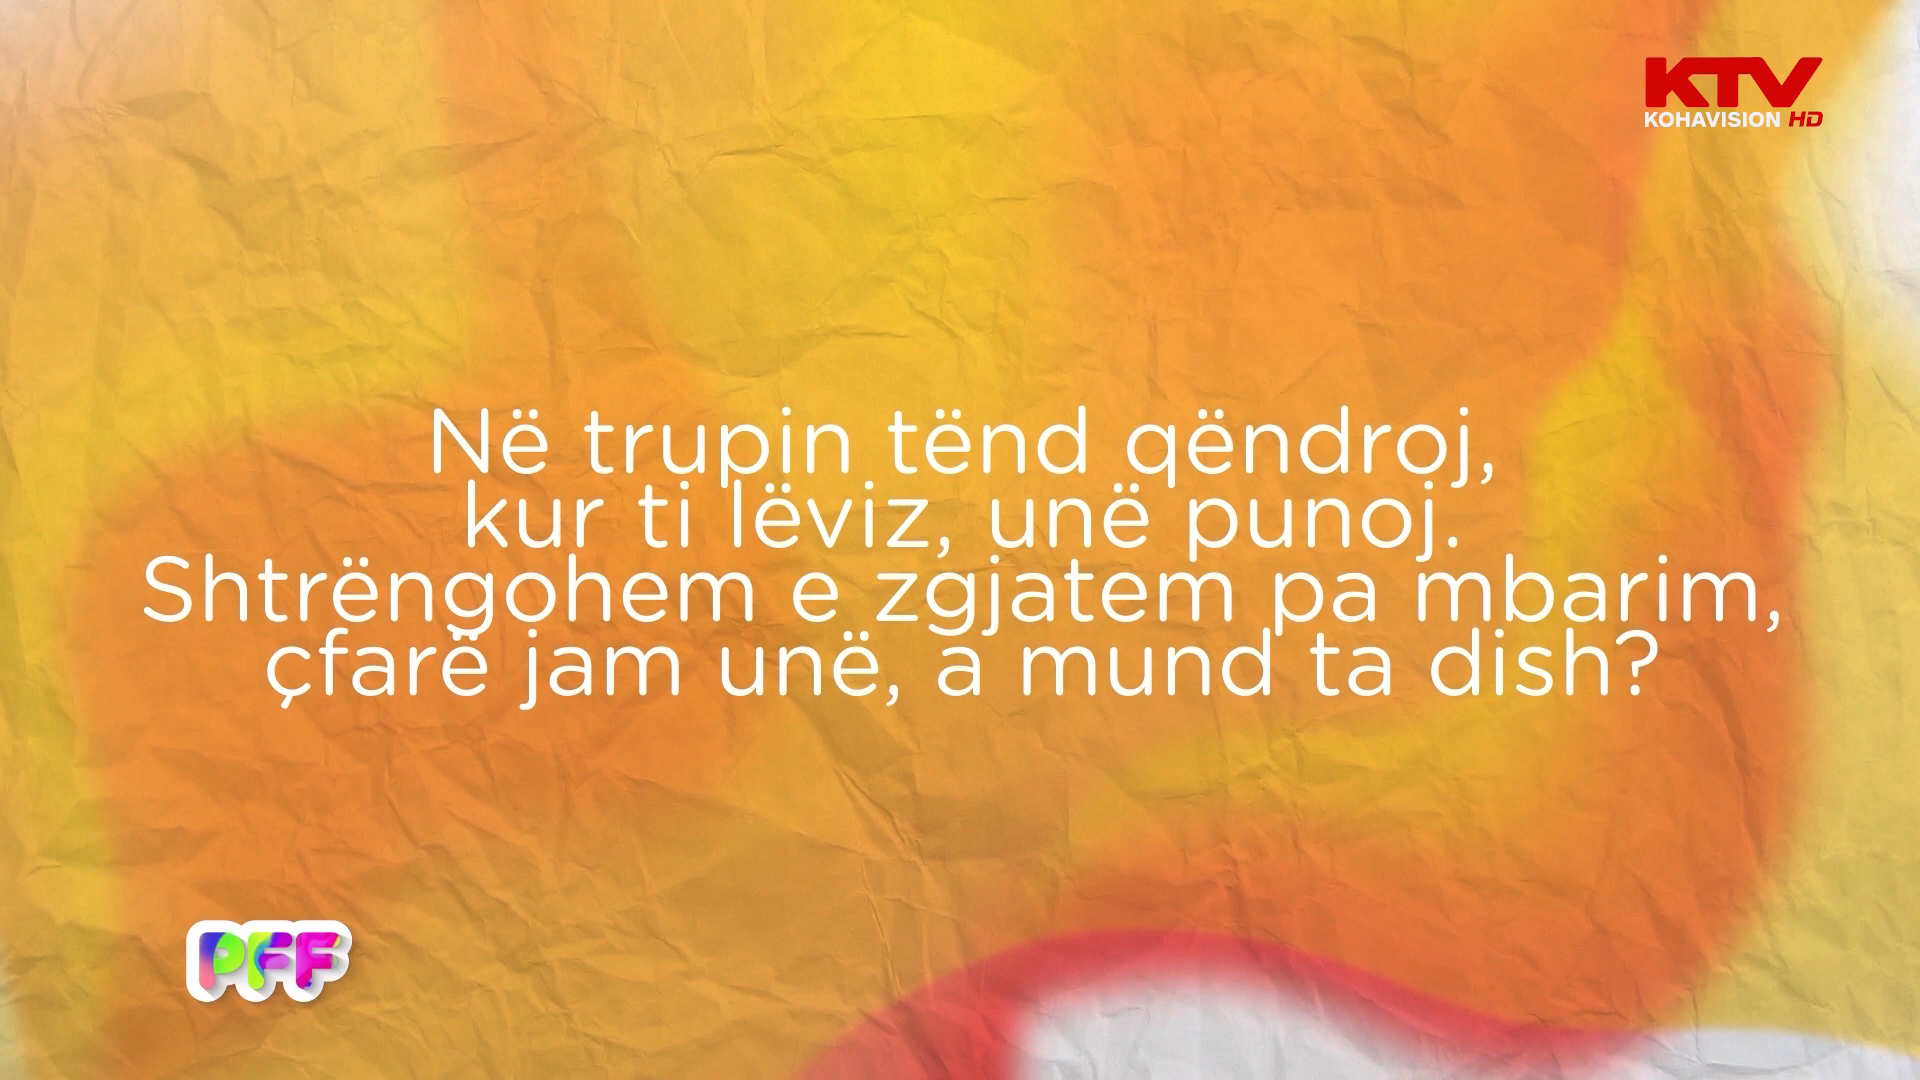 KTV
KOHAVISION HD
Në trupin tënd qëndroj,
kur ti lëviz, unë punoj.
Shtrëngohem e zgjatem pa mbarim,
çfarë jam unë, a mund ta dish?
PFF